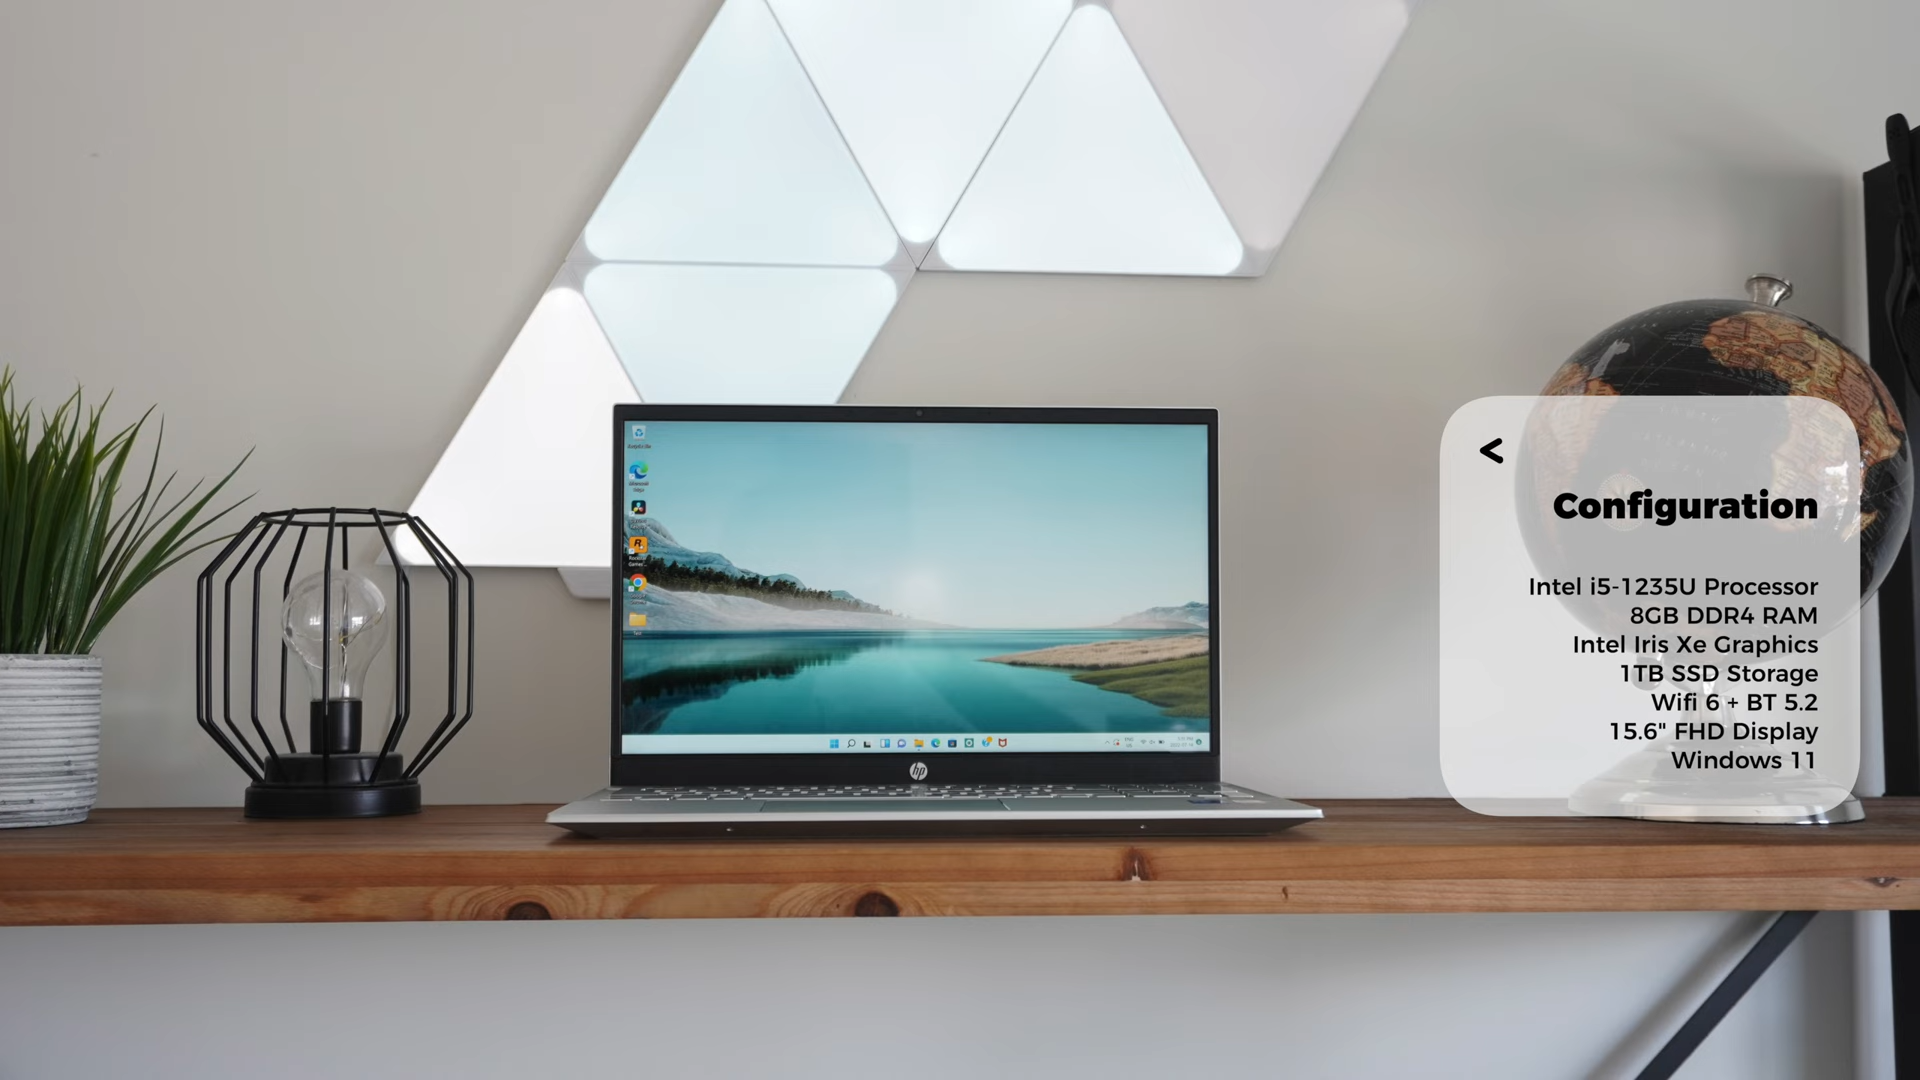 hp
<
Configuration
Intel i5-1235U Processor
8GB DDR4 RAM
Intel Iris Xe Graphics
1TB SSD Storage
Wifi 6 + BT 5.2
15.6" FHD Display
Windows 11